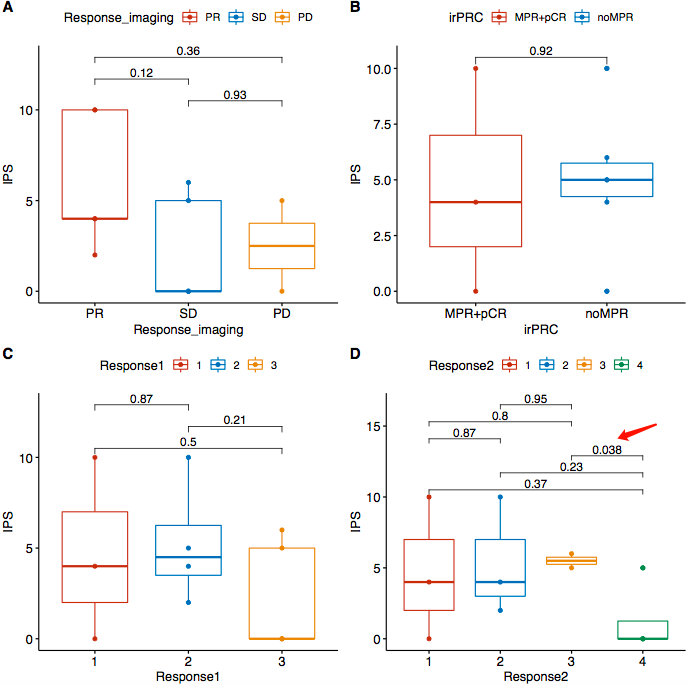 A
Response_imaging PR SD PD
0.36
0.12
0.93
10
5
0
IPS
PR SD PD
Response_imaging
B
irPRC MPR+pCR noMPR
0.92
10.0
7.5
5.0
2.5
0.0
IPS
MPR+pCR noMPR
irPRC
C
Response1 1 2 3
0.87
0.21
0.5
10
5
0
IPS
1 2 3
Response1
D
Response2 1 2 3 4
0.95
0.8
0.87
0.038
0.23
0.37
15
10
5
0
IPS
1 2 3 4
Response2